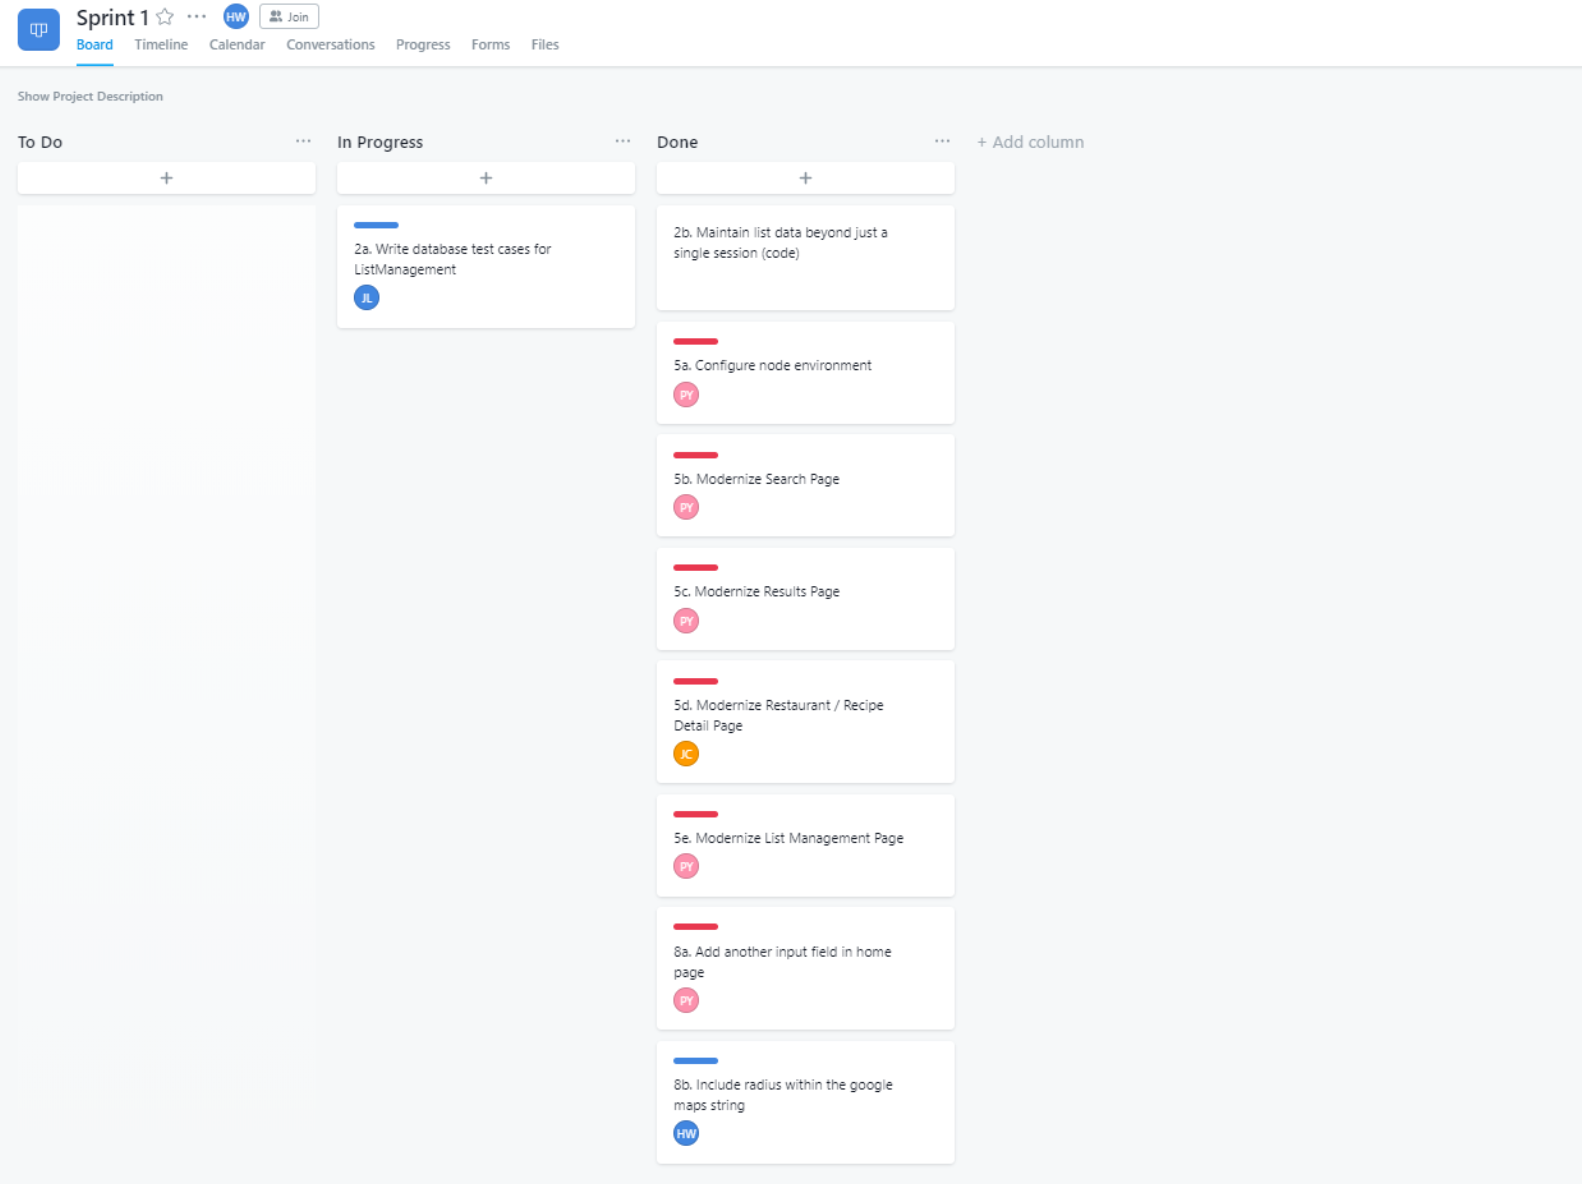 Sprint 1
HW
Join
Board Timeline Calendar Conversations Progress Forms Files
Show Project Description
To Do
In Progress
2a. Write database test cases for
ListManagement
JL
Done
2b. Maintain list data beyond just a
single session (code)
5a. Configure node environment
PY
5b. Modernize Search Page
PY
5c. Modernize Results Page
PY
5d. Modernize Restaurant / Recipe
Detail Page
JC
5e. Modernize List Management Page
PY
8a. Add another input field in home
page
PY
8b. Include radius within the google
maps string
HW
+ Add column